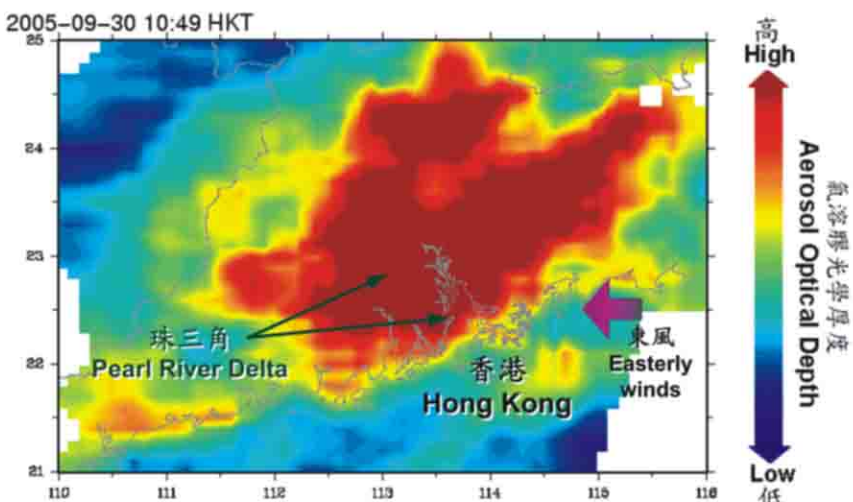 2005-09-30 10:49 HKT
高
High
25
24
23
22
21
110
111
112
113
114
115
116
珠三角
Pearl River Delta
香港
Hong Kong
東風
Easterly
winds
Aerosol Optical Depth
氣溶膠光學厚度
Low
低